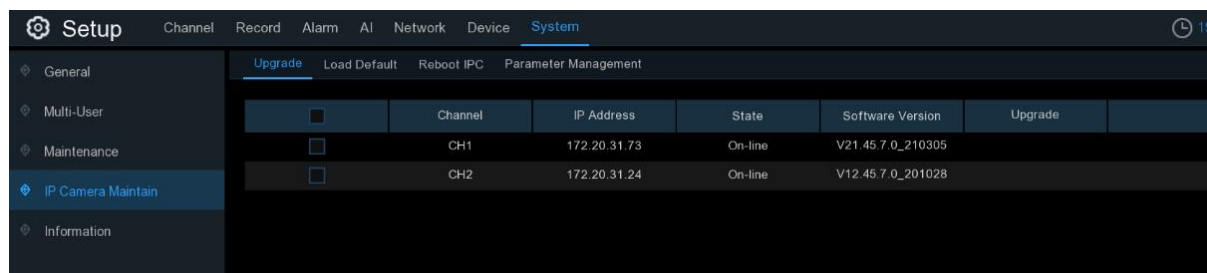 Setup Channel Record Alarm AI Network Device System
General
Multi-User
Maintenance
IP Camera Maintain
Information
Upgrade Load Default Reboot IPC Parameter Management
Channel IP Address State Software Version Upgrade
CH1 172.20.31.73 On-line V21.45.7.0_210305
CH2 172.20.31.24 On-line V12.45.7.0_201028